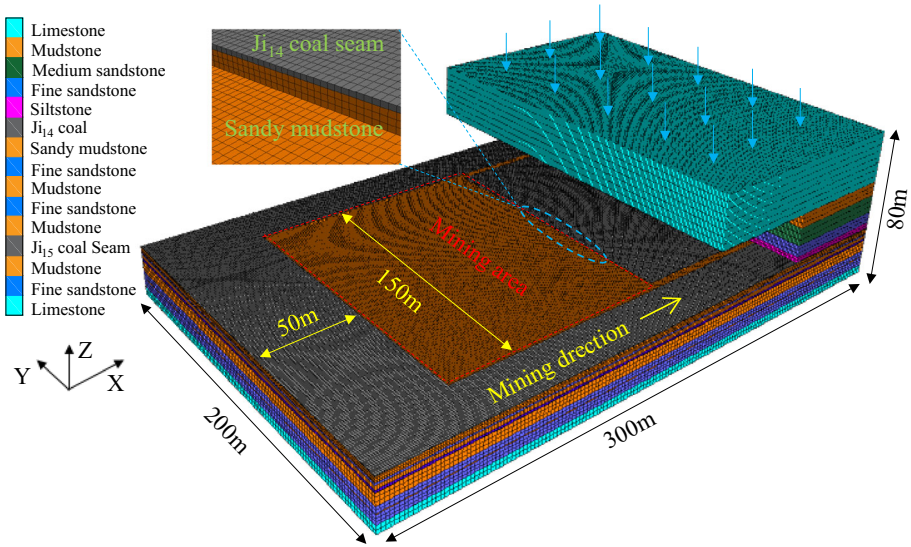 Limestone
Mudstone
Medium sandstone
Fine sandstone
Siltstone
Ji14 coal
Sandy mudstone
Fine sandstone
Mudstone
Fine sandstone
Mudstone
Ji15 coal Seam
Mudstone
Fine sandstone
Limestone
Ji14 coal seam
Sandy mudstone
Mining area
150m
50m
Mining direction
80m
200m
300m
Z
Y
X